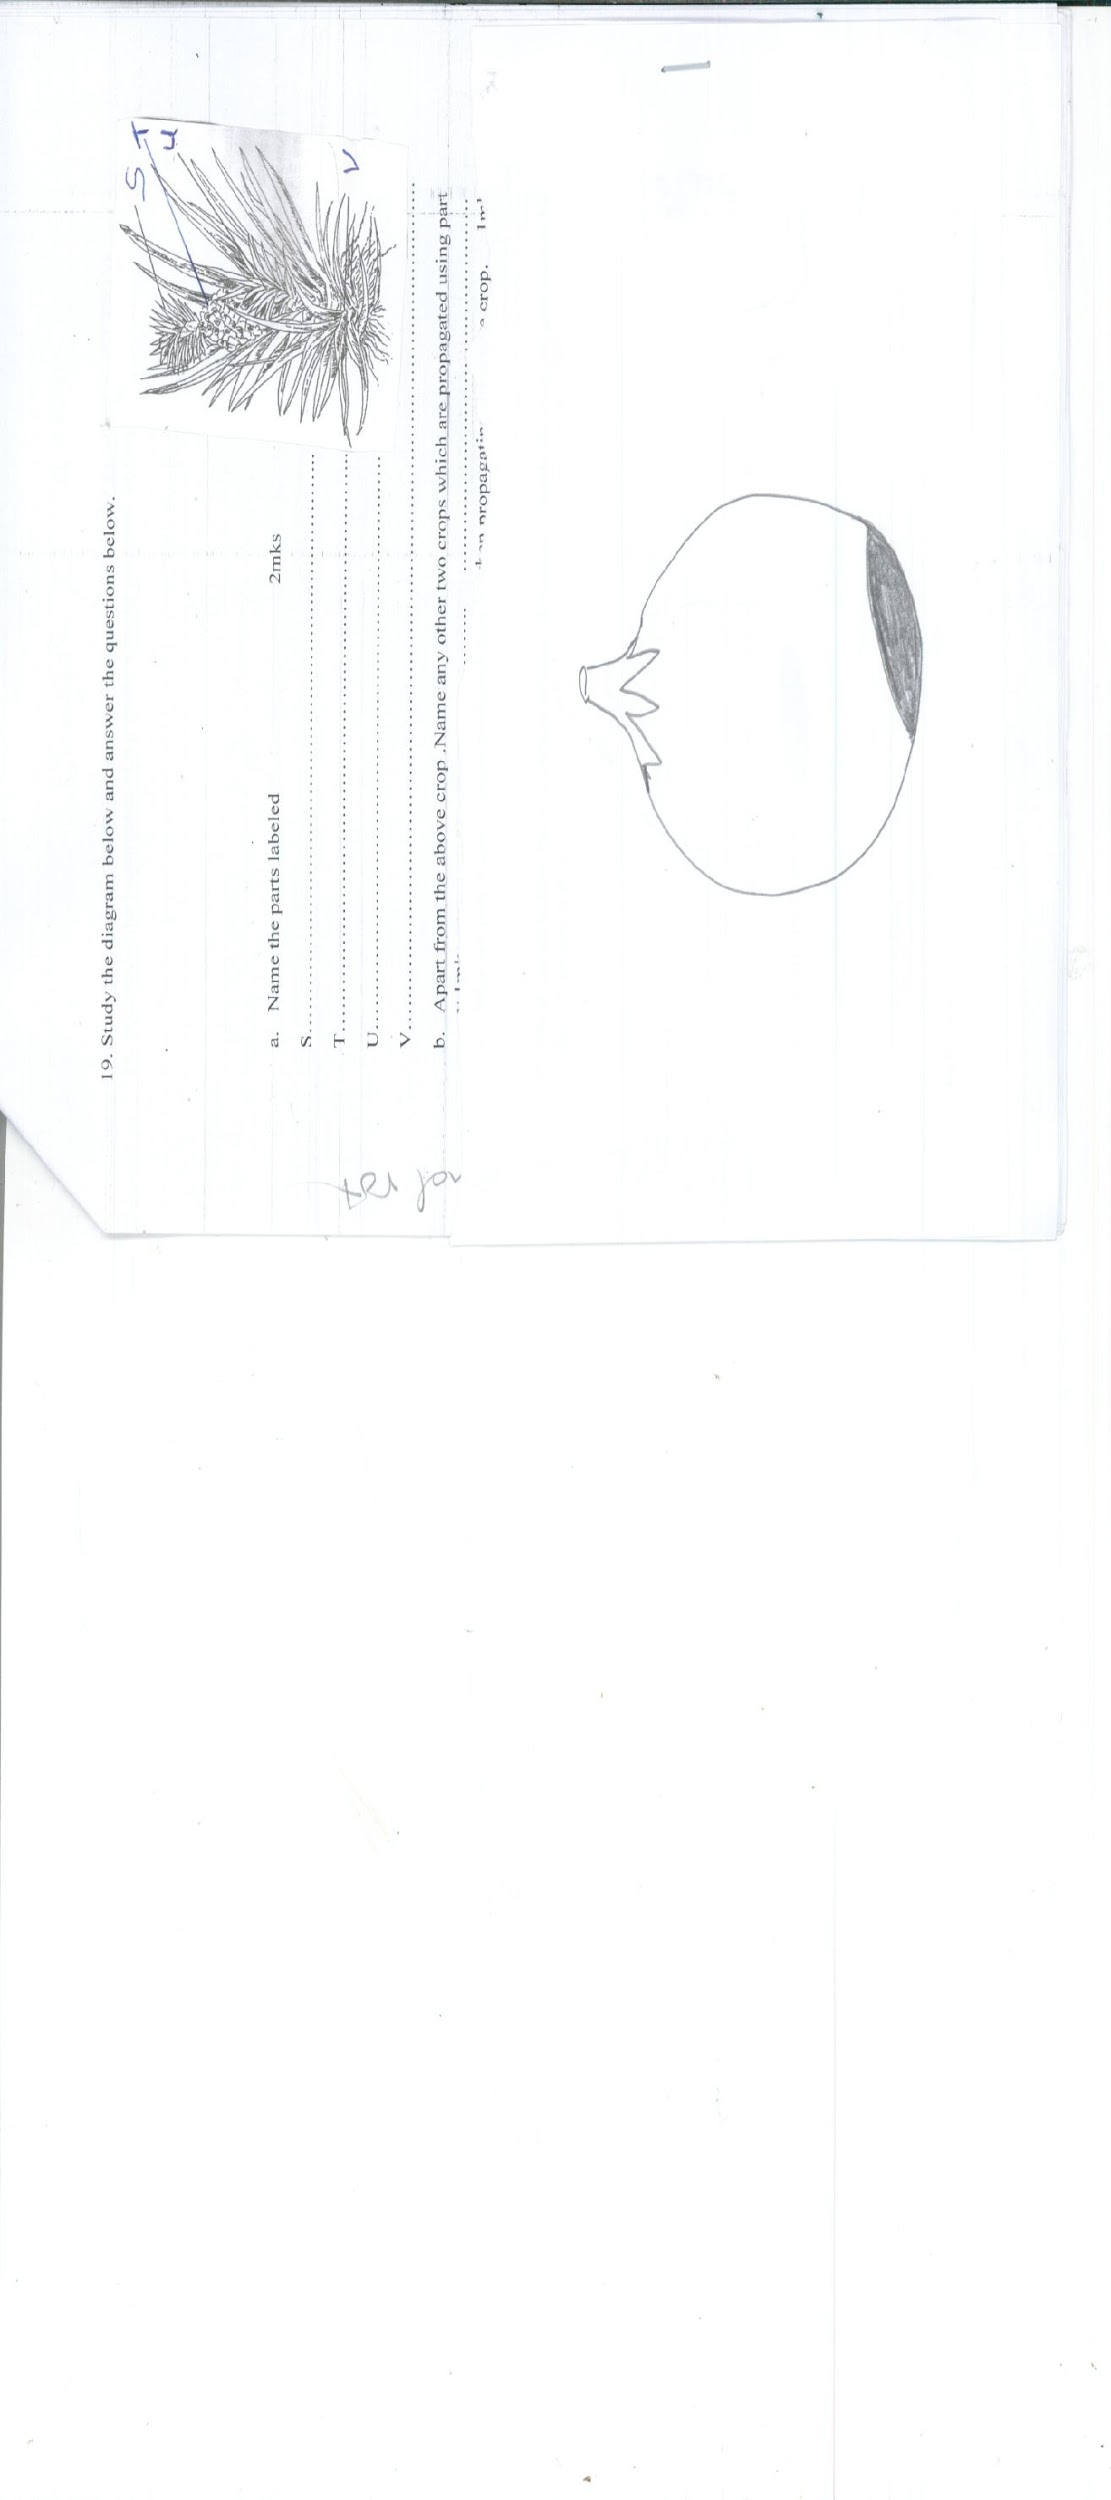 19. Study the diagram below and answer the questions below.
S T
U
V
a. Name the parts labeled 2mks
S..........
T..........
U..........
V..........
b. Apart from the above crop .Name any other two crops which are propagated using part
propagatin crop.